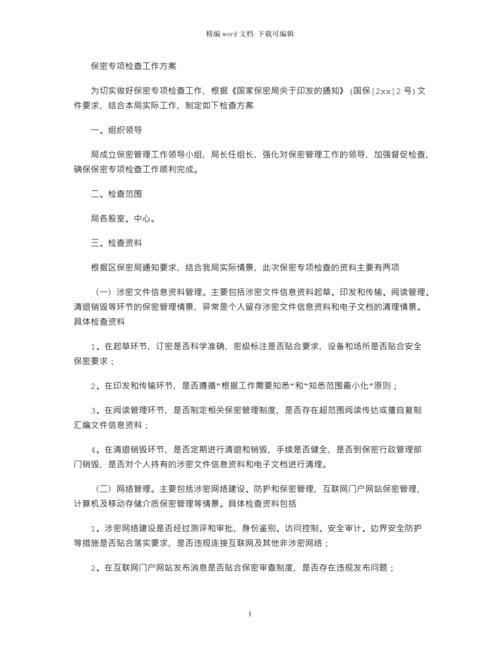 精编word文档 下载可编辑
保密专项检查工作方案
为切实做好保密专项检查工作，根据《国家保密局关于印发的通知》(国保[2xx]2号)文
件要求，结合本局实际工作，制定如下检查方案
一、组织领导
局成立保密管理工作领导小组，局长任组长，强化对保密管理工作的领导，加强督促检查，
确保保密专项检查工作顺利完成。
二、检查范围
局各股室、中心。
三、检查资料
根据区保密局通知要求，结合我局实际情景，此次保密专项检查的资料主要有两项
（一）涉密文件信息资料管理。主要包括涉密文件信息资料起草、印发和传输、阅读管理、
清退销毁等环节的保密管理情景，异常是个人留存涉密文件信息资料和电子文档的清理情景。
具体检查资料
1、在起草环节，订密是否科学准确，密级标注是否贴合要求，设备和场所是否贴合安全
保密要求；
2、在印发和传输环节，是否遵循“根据工作需要知悉”和“知悉范围最小化”原则；
3、在阅读管理环节，是否制定相关保密管理制度，是否存在超范围阅读传达或擅自复制
汇编文件信息资料；
4、在清退销毁环节，是否定期进行清退和销毁，手续是否健全，是否到保密行政管理部
门销毁，是否对个人持有的涉密文件信息资料和电子文档进行清理。
（二）网络管理。主要包括涉密网络建设、防护和保密管理，互联网门户网站保密管理，
计算机及移动存储介质保密管理等情景。具体检查资料包括
1、涉密网络建设是否经过测评和审批，身份鉴别、访问控制、安全审计、边界安全防护
等措施是否贴合落实要求，是否违规连接互联网及其他非涉密网络；
2、在互联网门户网站发布消息是否贴合保密审查制度，是否存在违规发布问题；
1